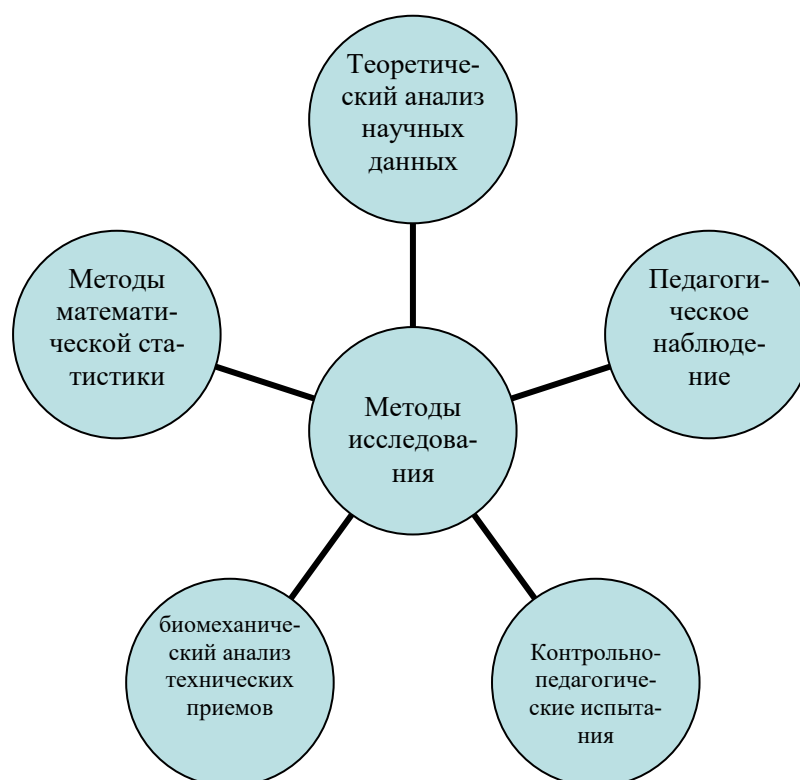 Теоретиче-
ский анализ
научных
данных
Методы
математи-
ческой ста-
тистики
Педагоги-
ческое
наблюде-
ние
Методы
исследова-
ния
биомеханиче-
ский анализ
технических
приемов
Контрольно-
педагогиче-
ские испыта-
ния